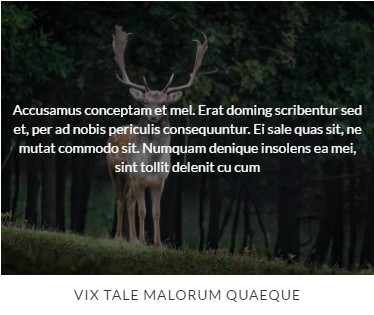 Accusamus conceptam et mel. Erat doming scribentur sed
et, per ad nobis periculis consequuntur. Ei sale quas sit, ne
mutat commodo sit. Numquam denique insolens ea mei,
sint tollit delenit cu cum
VIX TALE MALORUM QUAEQUE